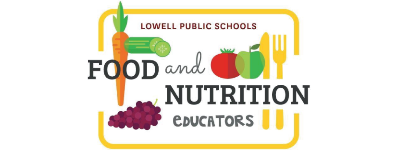 LOWELL PUBLIC SCHOOLS
FOOD and
NUTRITION
EDUCATORS